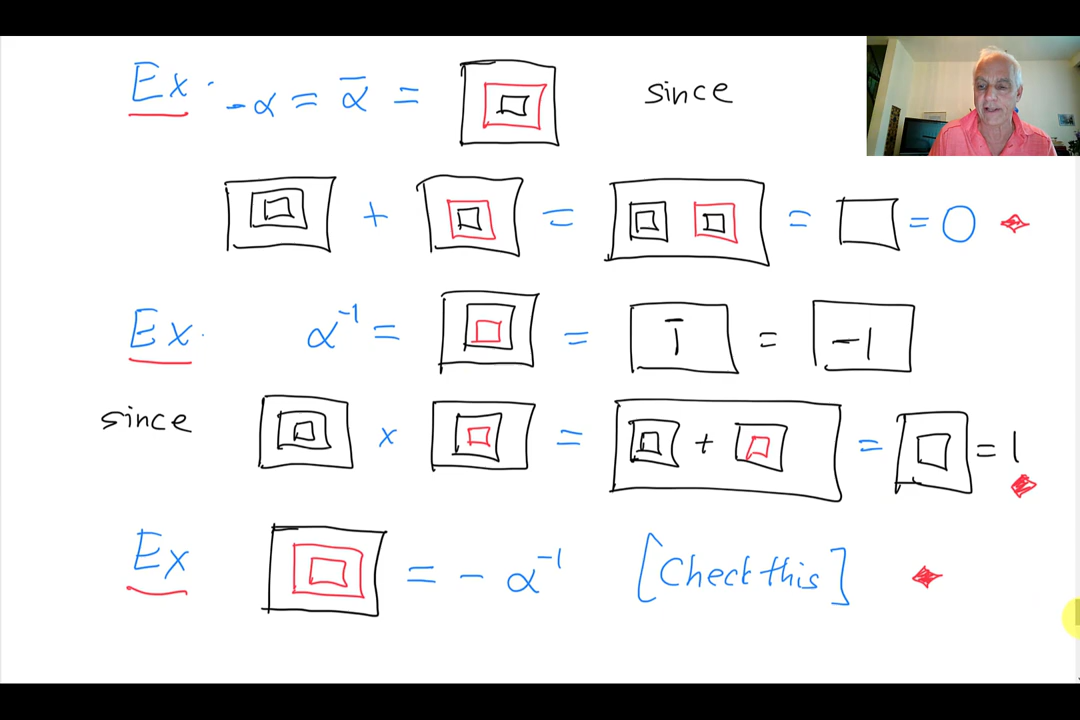 Ex. -α = ᾱ = since
+ = = = 0
Ex. α⁻¹ = = 1̄ = -1
since × = + = = 1
Ex = - α⁻¹ [Check this]